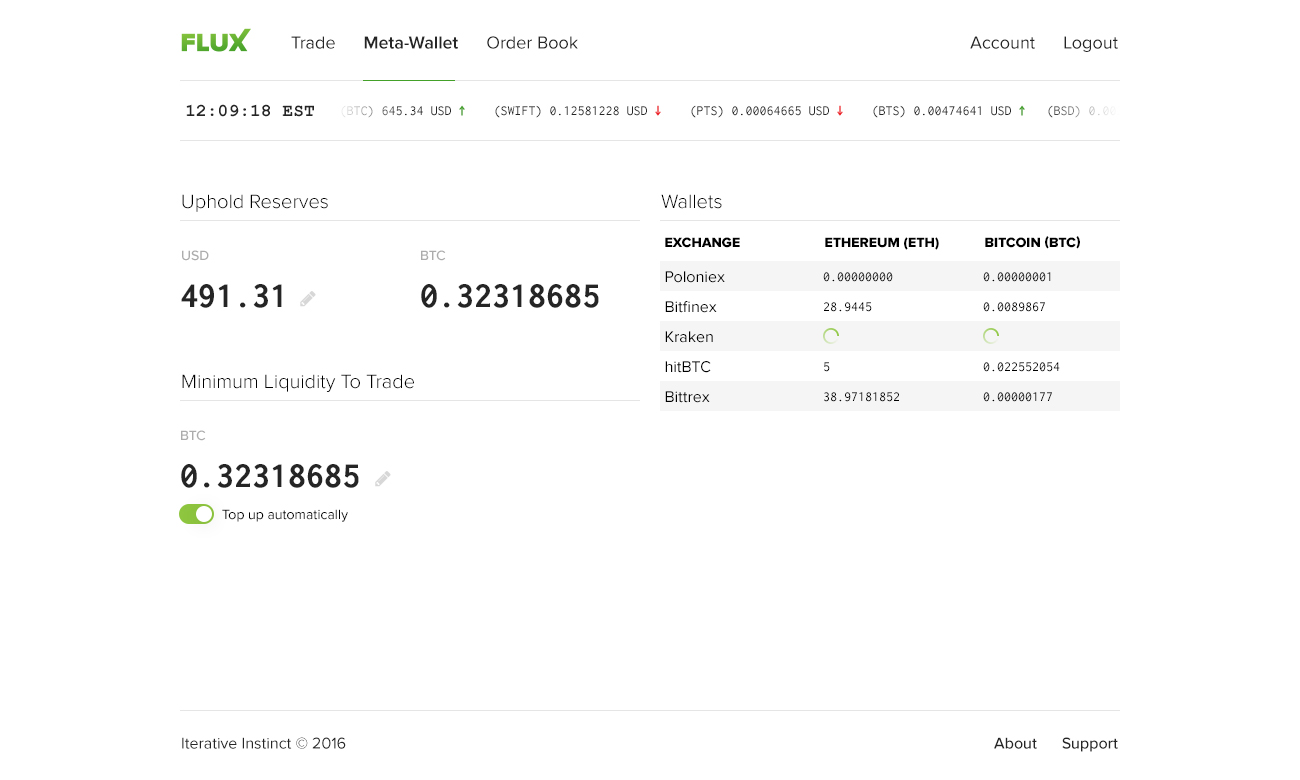 FLUX Trade Meta-Wallet Order Book Account Logout
12:09:18 EST (BTC) 645.34 USD ↑ (SWIFT) 0.12581228 USD ↓ (PTS) 0.00064665 USD ↓ (BTS) 0.00474641 USD ↑ (BSD)
Uphold Reserves
USD BTC
491.31 0.32318685
Minimum Liquidity To Trade
BTC
0.32318685
Top up automatically
Wallets
EXCHANGE ETHEREUM (ETH) BITCOIN (BTC)
Poloniex 0.00000000 0.00000001
Bitfinex 28.9445 0.0089867
Kraken
hitBTC 5 0.022552054
Bittrex 38.97181852 0.00000177
Iterative Instinct © 2016 About Support